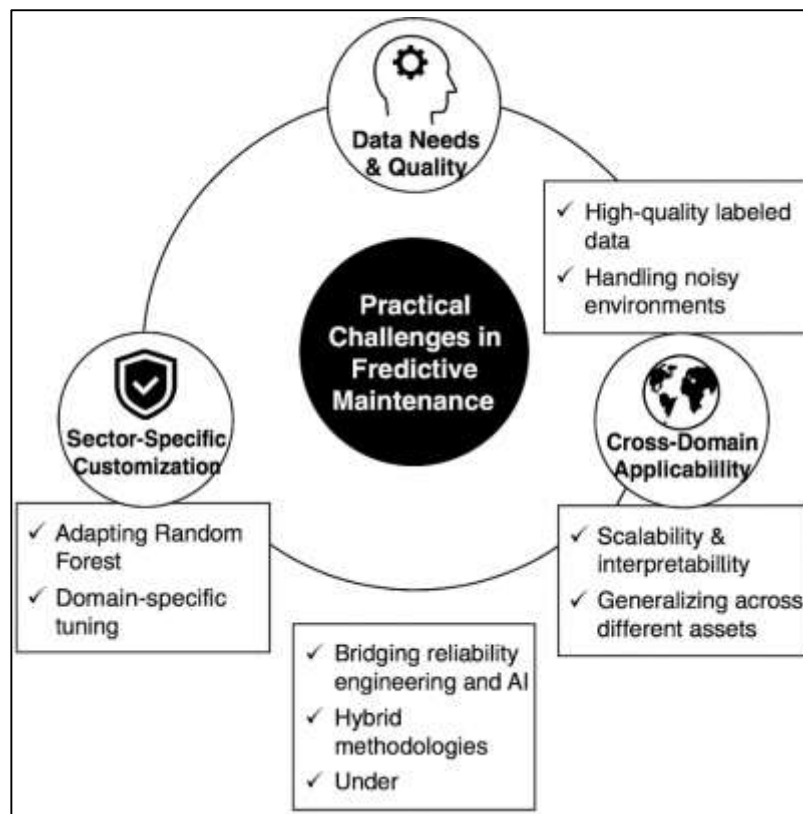 Data Needs
& Quality
✓ High-quality labeled
data
✓ Handling noisy
environments
Practical
Challenges in
Fredictive
Maintenance
Sector-Specific
Customization
✓ Adapting Random
Forest
✓ Domain-specific
tuning
Cross-Domain
Applicabiility
✓ Scalability &
interpretabttity
✓ Generalizing across
different assets
✓ Bridging reliability
engineering and AI
✓ Hybrid
methodologies
✓ Under